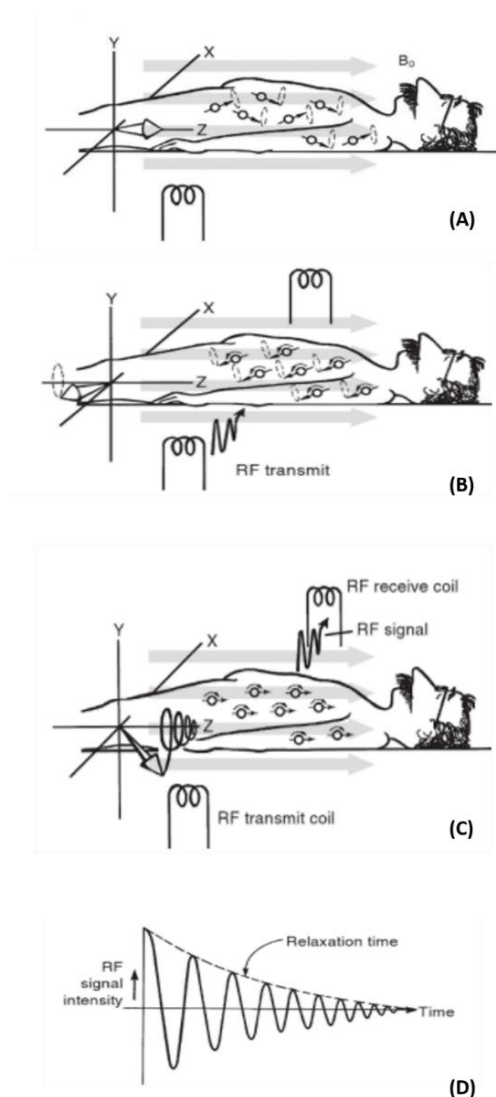 Y
X
B₀
Z
(A)
Y
X
Z
RF transmit
(B)
RF receive coil
Y
X
RF signal
Z
RF transmit coil
(C)
Relaxation time
RF
signal
intensity
Time
(D)